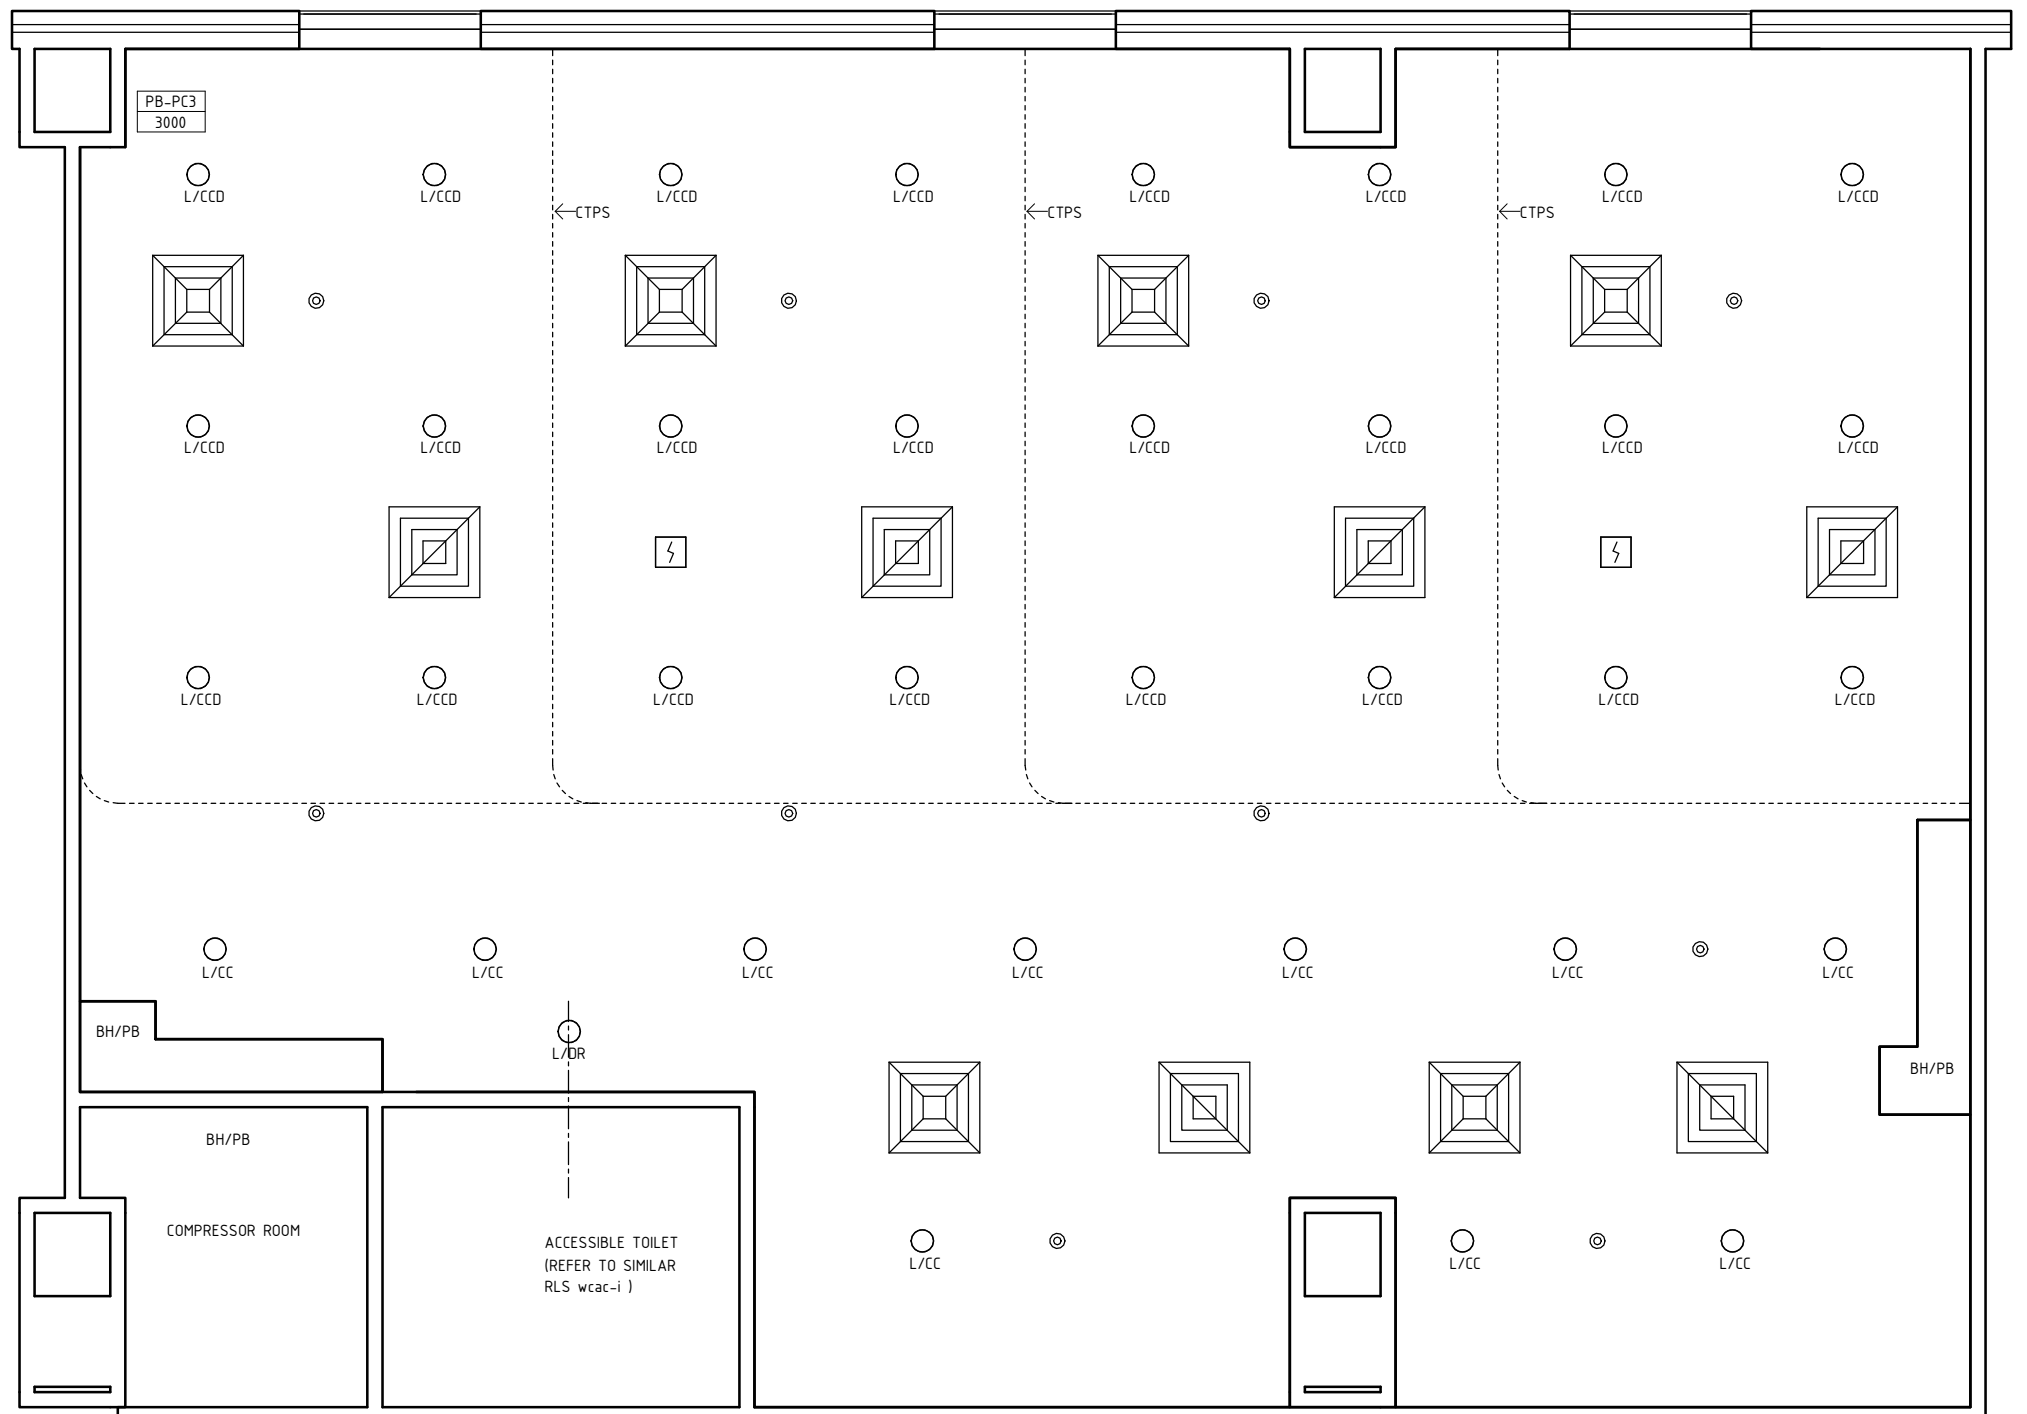 PB-PC3
3000
L/CCD L/CCD L/CCD L/CCD L/CCD L/CCD L/CCD L/CCD
CTPS CTPS CTPS
L/CCD L/CCD L/CCD L/CCD L/CCD L/CCD L/CCD L/CCD
L/CCD L/CCD L/CCD L/CCD L/CCD L/CCD L/CCD L/CCD
L/CC L/CC L/CC L/CC L/CC L/CC L/CC
BH/PB
L/DR
BH/PB
BH/PB
COMPRESSOR ROOM
ACCESSIBLE TOILET
(REFER TO SIMILAR
RLS wcac-i )
L/CC L/CC L/CC